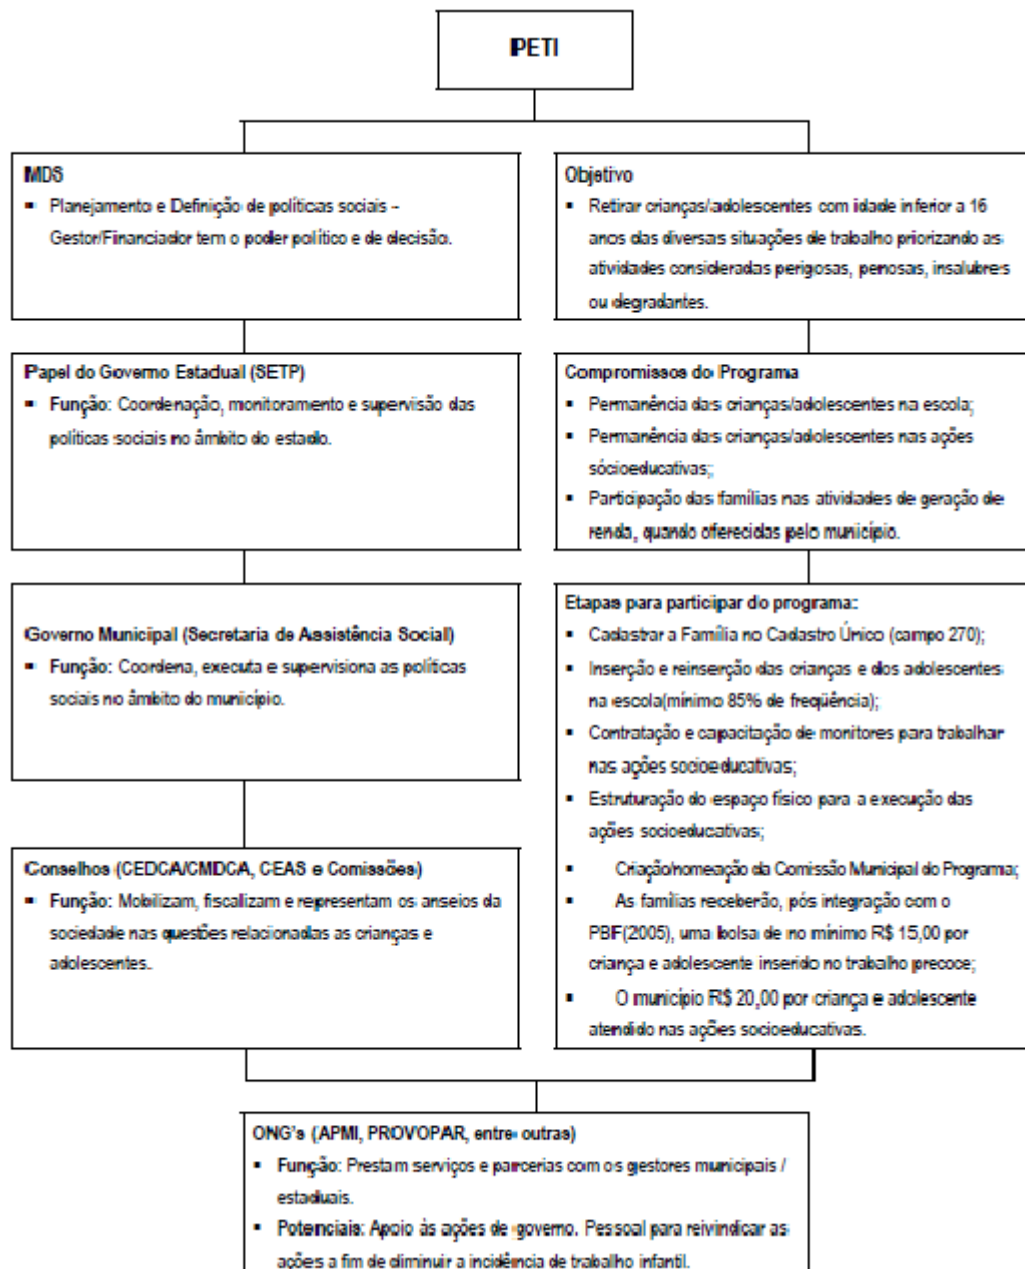 PETI
MDS
▪ Planejamento e Definição de políticas sociais –
Gestor/Financiador tem o poder político e de decisão.
Papel do Governo Estadual (SETP)
▪ Função: Coordenação, monitoramento e supervisão das
políticas sociais no âmbito do estado.
Governo Municipal (Secretaria de Assistência Social)
▪ Função: Coordena, executa e supervisiona as políticas
sociais no âmbito do município.
Conselhos (CEDCA/CMDCA, CEAS e Comissões)
▪ Função: Mobilizam, fiscalizam e representam os anseios da
sociedade nas questões relacionadas as crianças e
adolescentes.
Objetivo
▪ Retirar crianças/adolescentes com idade inferior a 16
anos das diversas situações de trabalho priorizando as
atividades consideradas perigosas, penosas, insalubres
ou degradantes.
Compromissos do Programa
▪ Permanência das crianças/adolescentes na escola;
▪ Permanência das crianças/adolescentes nas ações
sócioeducativas;
▪ Participação das famílias nas atividades de geração de
renda, quando oferecidas pelo município.
Etapas para participar do programa:
▪ Cadastrar a Família no Cadastro Único (campo 270);
▪ Inserção e reinserção das crianças e dos adolescentes
na escola(mínimo 85% de freqüência);
▪ Contratação e capacitação de monitores para trabalhar
nas ações socioeducativas;
▪ Estruturação do espaço físico para a execução das
ações socioeducativas;
▪ Criação/nomeação da Comissão Municipal do Programa;
▪ As famílias receberão, pós integração com o
PBF(2005), uma bolsa de no mínimo R$ 15,00 por
criança e adolescente inserido no trabalho precoce;
▪ O município R$ 20,00 por criança e adolescente
atendido nas ações socioeducativas.
ONG's (APMI, PROVOPAR, entre outras)
▪ Função: Prestam serviços e parcerias com os gestores municipais /
estaduais.
▪ Potenciais: Apoio às ações de governo. Pessoal para reivindicar as
ações a fim de diminuir a incidência de trabalho infantil.